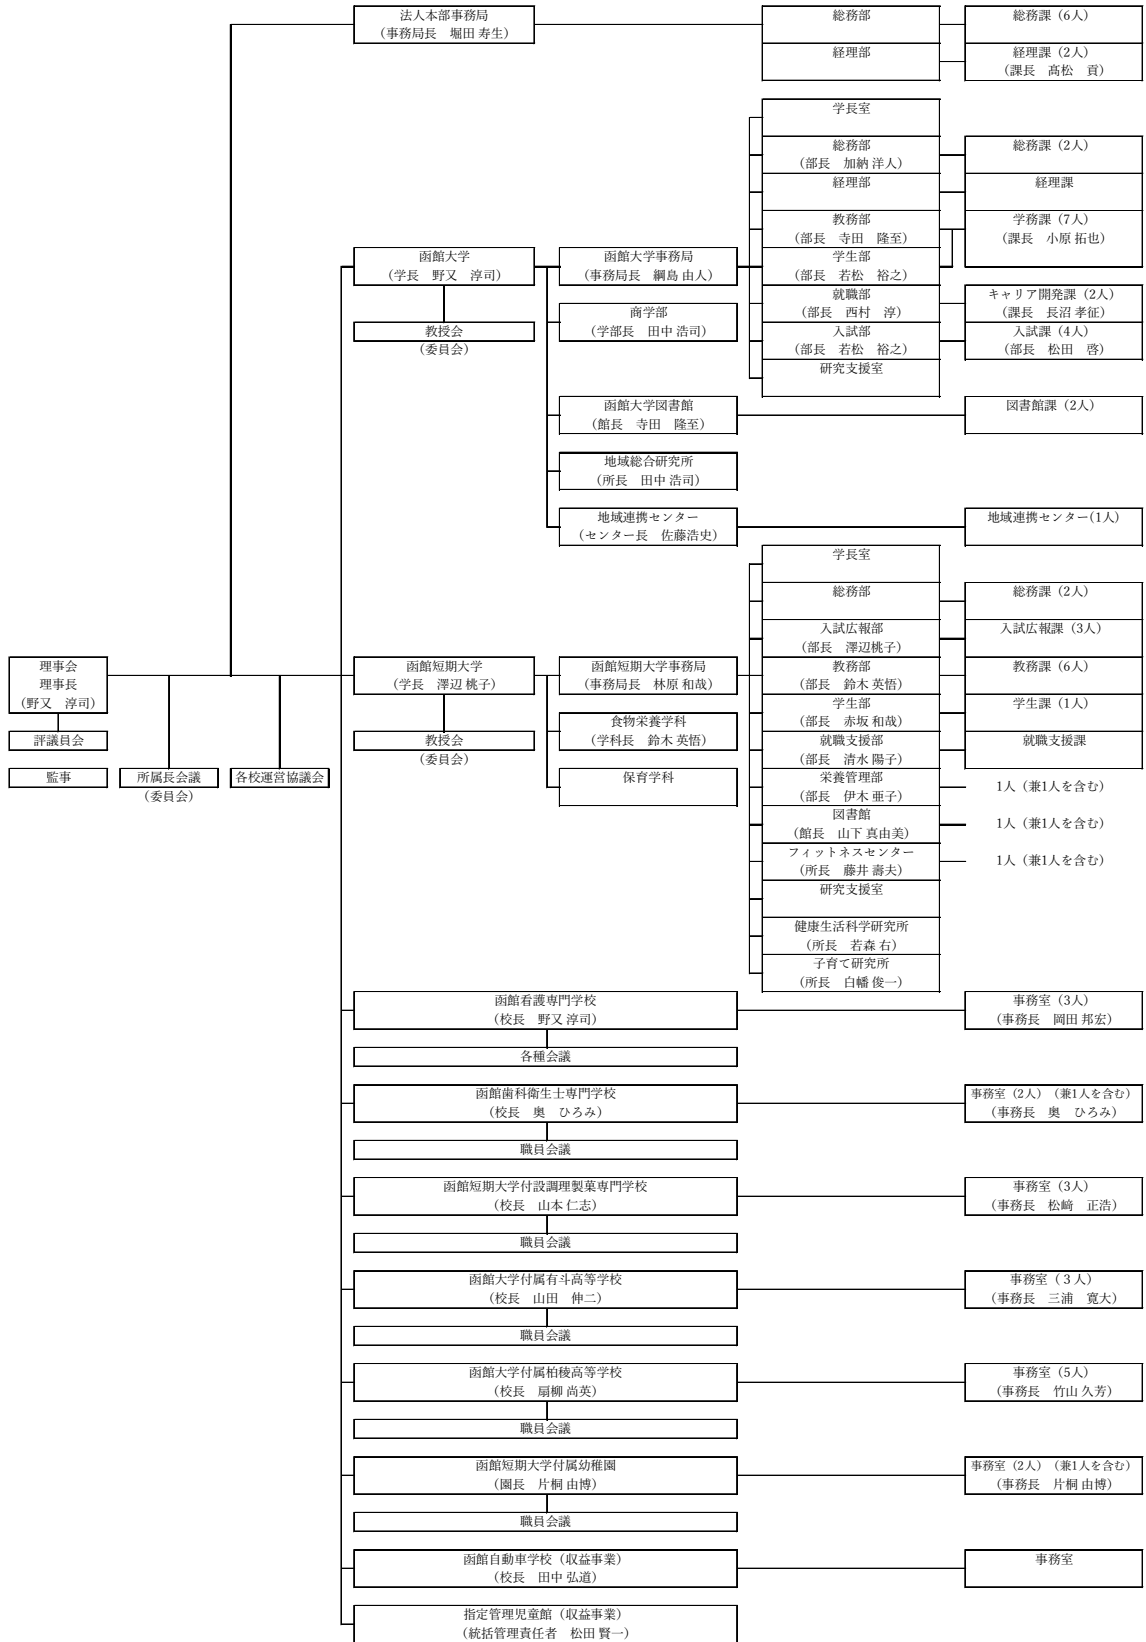 法人本部事務局
(事務局長　堀田 寿生)
総務部
総務課(6人)
経理部
経理課(2人)
(課長　髙松　貢)
学長室
総務部
(部長　加納 洋人)
総務課(2人)
経理部
経理課
教務部
(部長　寺田　隆至)
学務課(7人)
(課長　小原 拓也)
函館大学
(学長　野又　淳司)
函館大学事務局
(事務局長　綱島 由人)
学生部
(部長　若松　裕之)
就職部
(部長　西村　淳)
キャリア開発課(2人)
(課長　長沼 孝征)
商学部
(学部長　田中 浩司)
教授会
(委員会)
入試部
(部長　若松　裕之)
入試課(4人)
(部長　松田　啓)
研究支援室
函館大学図書館
(館長　寺田　隆至)
図書館課(2人)
地域総合研究所
(所長　田中 浩司)
地域連携センター
(センター長　佐藤浩史)
地域連携センター(1人)
学長室
総務部
総務課(2人)
入試広報部
(部長　澤辺桃子)
入試広報課(3人)
理事会
理事長
(野又　淳司)
函館短期大学
(学長　澤辺 桃子)
函館短期大学事務局
(事務局長　林原 和哉)
教務部
(部長　鈴木 英悟)
教務課(6人)
学生部
(部長　赤坂 和哉)
学生課(1人)
評議員会
教授会
(委員会)
食物栄養学科
(学科長　鈴木 英悟)
就職支援部
(部長　清水 陽子)
就職支援課
監事
所属長会議
(委員会)
各校運営協議会
保育学科
栄養管理部
(部長　伊木 亜子)
1人(兼1人を含む)
図書館
(館長　山下 真由美)
1人(兼1人を含む)
フィットネスセンター
(所長　藤井 壽夫)
1人(兼1人を含む)
研究支援室
健康生活科学研究所
(所長　若森 右)
子育て研究所
(所長　白幡 俊一)
函館看護専門学校
(校長　野又 淳司)
事務室(3人)
(事務長　岡田 邦宏)
各種会議
函館歯科衛生士専門学校
(校長　奥　ひろみ)
事務室(2人)(兼1人を含む)
(事務長　奥　ひろみ)
職員会議
函館短期大学付設調理製菓専門学校
(校長　山本 仁志)
事務室(3人)
(事務長　松﨑　正浩)
職員会議
函館大学付属有斗高等学校
(校長　山田　伸二)
事務室(３人)
(事務長　三浦　寛大)
職員会議
函館大学付属柏稜高等学校
(校長　扇柳 尚英)
事務室(5人)
(事務長　竹山 久芳)
職員会議
函館短期大学付属幼稚園
(園長　片桐 由博)
事務室(2人)(兼1人を含む)
(事務長　片桐 由博)
職員会議
函館自動車学校(収益事業)
(校長　田中 弘道)
事務室
指定管理児童館(収益事業)
(統括管理責任者　松田 賢一)